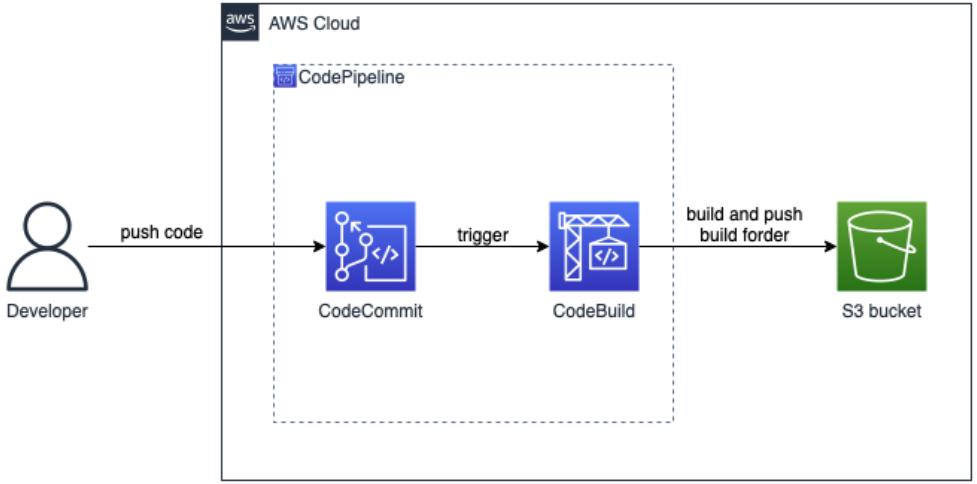 aws
AWS Cloud
CodePipeline
push code
trigger
build and push
build forder
</>
</>
Developer
CodeCommit
CodeBuild
S3 bucket